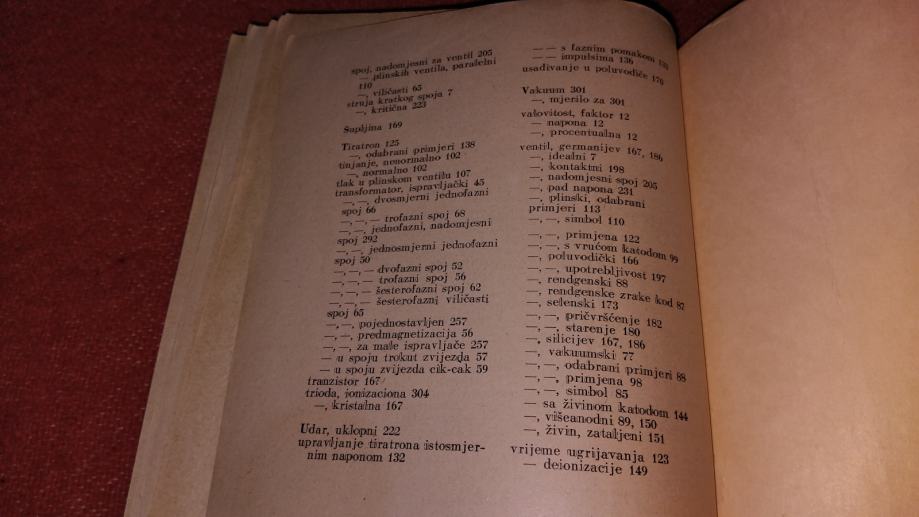 spoj, nadomjesni za ventil 205
— plinskih ventila, paralelni
110
—, viličasti 65
struja kratkog spoja 7
—, kritična 223
Šupljina 169
Tiratron 125
—, odabrani primjeri 138
tinjanje, nenormalno 102
—, normalno 102
tlak u plinskom ventilu 107
transformator, ispravljački 45
—, —, dvosmjerni jednofazni
spoj 66
—, —, — trofazni spoj 68
—, —, jednofazni, nadomjesni
spoj 292
—, —, jednosmjerni jednofazni
spoj 50
—, —, — dvofazni spoj 52
—, —, — trofazni spoj 56
—, —, — šesterofazni spoj 62
—, —, — šesterofazni viličasti
spoj 65
—, —, pojednostavljen 257
—, —, predmagnetizacija 56
—, —, za male ispravljače 257
— u spoju trokut zvijezda 57
— u spoju zvijezda cik-cak 59
tranzistor 167
trioda, ionizaciona 304
—, kristalna 167
Udar, uklopni 222
upravljanje tiratrona istosmjer-
nim naponom 132
— — s faznim pomakom
— — impulsima 136
usađivanje u poluvodiče 170
Vakuum 301
—, mjerilo za 301
valovitost, faktor 12
— napona 12
—, procentualna 12
ventil, germanijev 167, 186
—, idealni 7
—, kontaktni 198
—, nadomjesni spoj 205
—, pad napona 231
—, plinski, odabrani
primjeri 113
—, —, simbol 110
—, —, primjena 122
—, —, s vrućom katodom 99
—, poluvodički 166
—, —, upotrebljivost 197
—, rendgenski 88
—, rendgenske zrake kod 87
—, selenski 173
—, —, pričvršćenje 182
—, —, starenje 180
—, silicijev 167, 186
—, vakuumski 77
—, —, odabrani primjeri 88
—, —, primjena 98
—, —, simbol 85
— sa živinom katodom 144
—, višeanodni 89, 150
—, živin, zataljeni 151
vrijeme ugrijavanja 123
— deionizacije 149